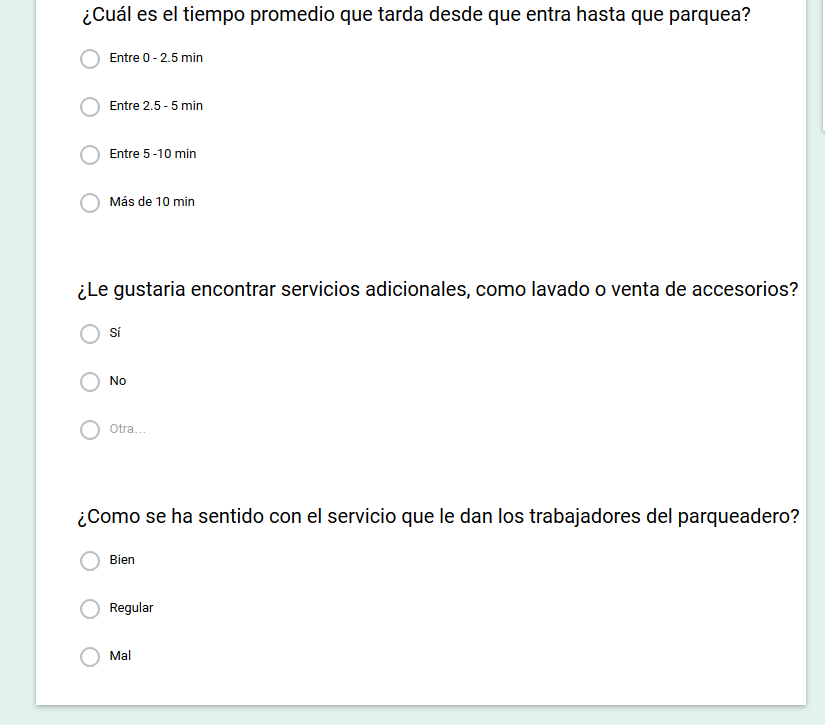 ¿Cuál es el tiempo promedio que tarda desde que entra hasta que parquea?
Entre 0 - 2.5 min
Entre 2.5 - 5 min
Entre 5 -10 min
Más de 10 min
¿Le gustaria encontrar servicios adicionales, como lavado o venta de accesorios?
Sí
No
Otra...
¿Como se ha sentido con el servicio que le dan los trabajadores del parqueadero?
Bien
Regular
Mal